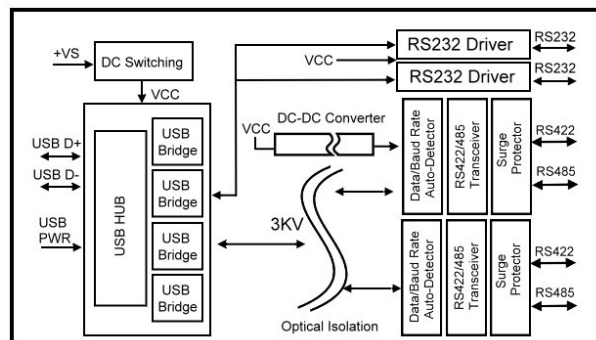 +VS
DC Switching
VCC
USB D+
USB D-
USB
PWR
USB HUB
USB
Bridge
USB
Bridge
USB
Bridge
USB
Bridge
RS232 Driver
RS232
VCC
RS232 Driver
RS232
DC-DC Converter
VCC
3KV
Optical Isolation
Data/Baud Rate
Auto-Detector
RS422/485
Transceiver
Surge
Protector
RS422
RS485
Data/Baud Rate
Auto-Detector
RS422/485
Transceiver
Surge
Protector
RS422
RS485